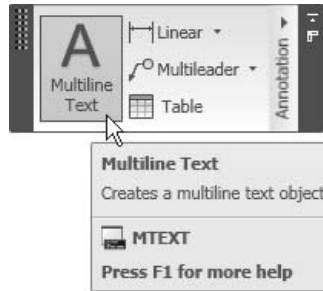 A
Multiline
Text
Linear
Multileader
Table
Annotation
Multiline Text
Creates a multiline text object
MTEXT
Press F1 for more help